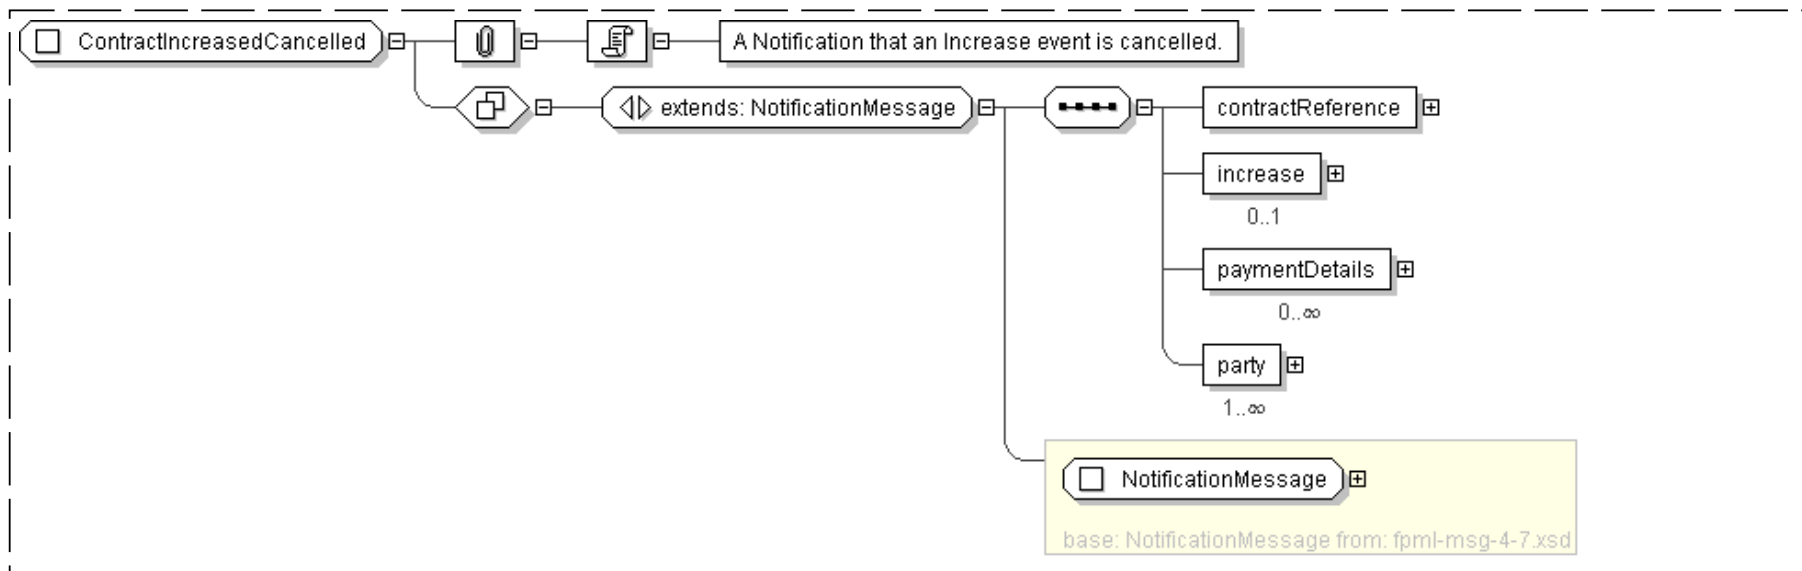 ContractIncreasedCancelled
A Notification that an Increase event is cancelled.
extends: NotificationMessage
contractReference
increase
0..1
paymentDetails
0..∞
party
1..∞
NotificationMessage
base: NotificationMessage from: fpml-msg-4-7.xsd